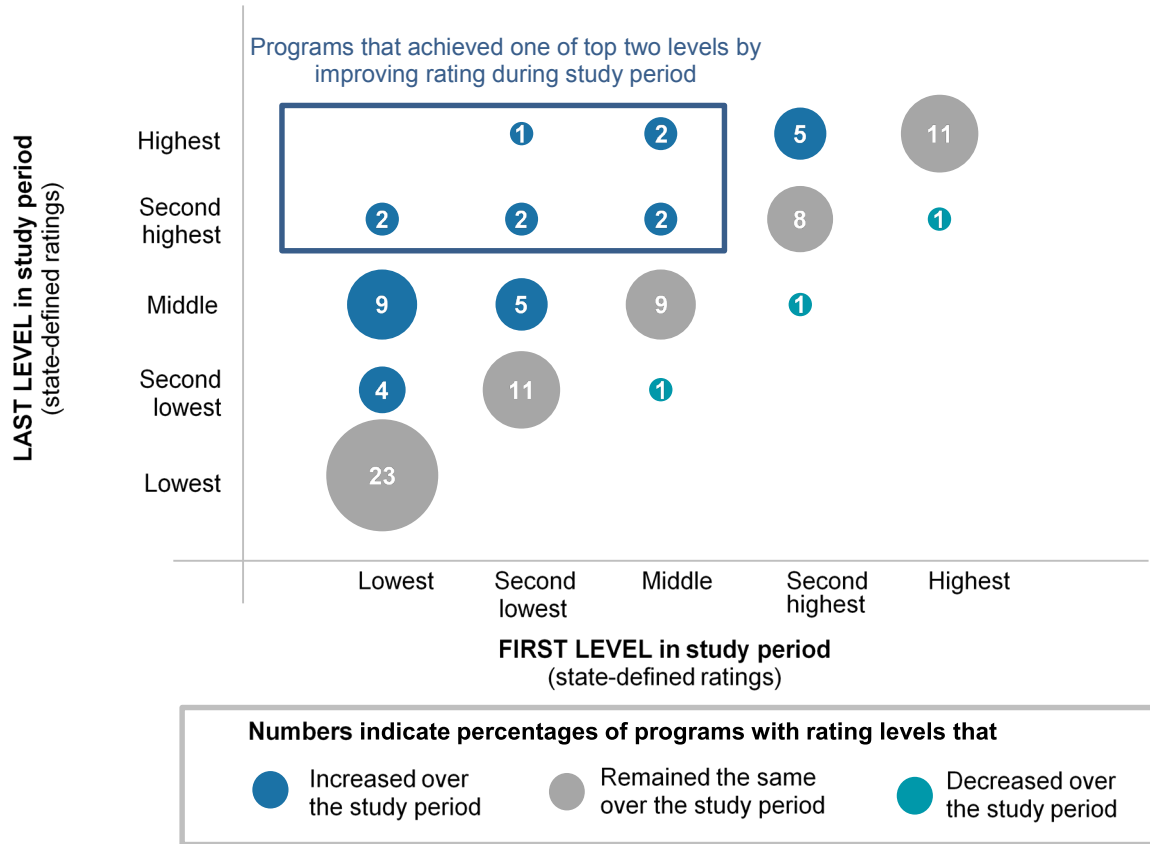 Programs that achieved one of top two levels by
improving rating during study period
LAST LEVEL in study period
(state-defined ratings)
Highest
1
2
5
11
Second
highest
2
2
2
8
1
Middle
9
5
9
1
Second
lowest
4
11
1
Lowest
23
Lowest
Second
lowest
Middle
Second
highest
Highest
FIRST LEVEL in study period
(state-defined ratings)
Numbers indicate percentages of programs with rating levels that
Increased over
the study period
Remained the same
over the study period
Decreased over
the study period